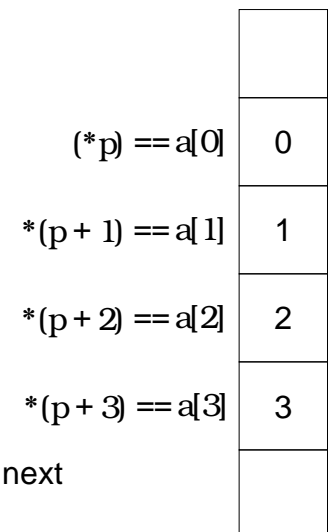 (*p) == a[0] 0
*(p + 1) == a[1] 1
*(p + 2) == a[2] 2
*(p + 3) == a[3] 3
next